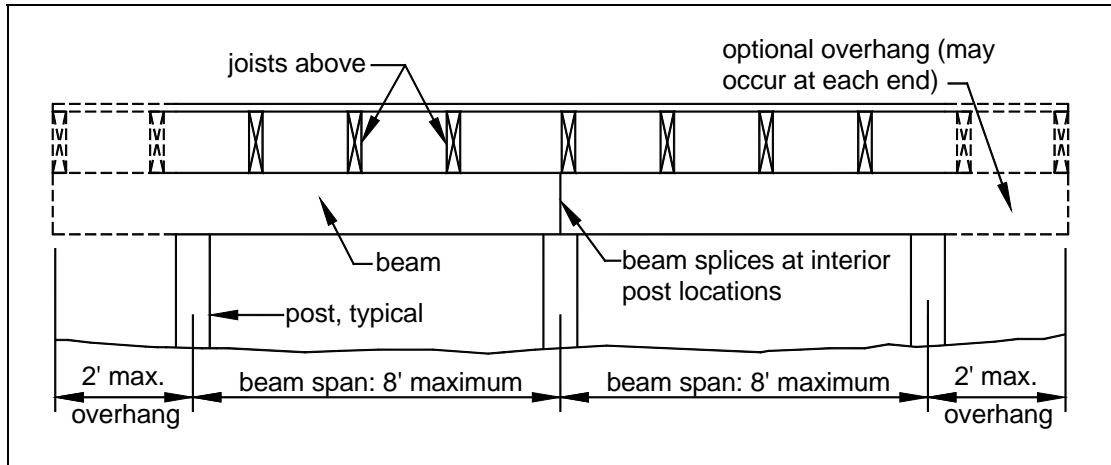 joists above
optional overhang (may
occur at each end)
beam
beam splices at interior
post locations
post, typical
2' max.
overhang
beam span: 8' maximum
beam span: 8' maximum
2' max.
overhang